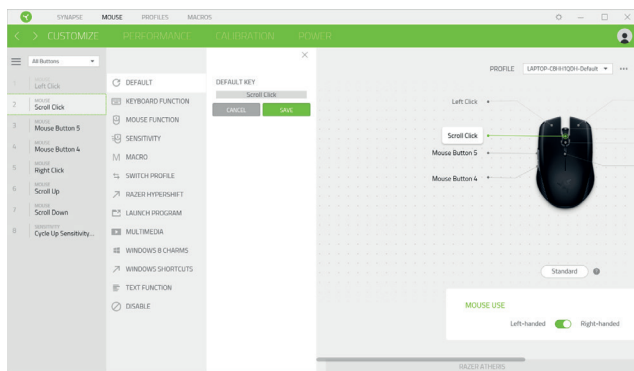 SYNAPSE MOUSE PROFILES MACROS
CUSTOMIZE PERFORMANCE CALIBRATION POWER
All Buttons
PROFILE LAPTOP-C8HH1QDH-Default
1 MOUSE Left Click
2 MOUSE Scroll Click
3 MOUSE Mouse Button 5
4 MOUSE Mouse Button 4
5 MOUSE Right Click
6 MOUSE Scroll Up
7 MOUSE Scroll Down
8 SENSITIVITY Cycle Up Sensitivity...
DEFAULT
KEYBOARD FUNCTION
MOUSE FUNCTION
SENSITIVITY
MACRO
SWITCH PROFILE
RAZER HYPERSHIFT
LAUNCH PROGRAM
MULTIMEDIA
WINDOWS 8 CHARMS
WINDOWS SHORTCUTS
TEXT FUNCTION
DISABLE
DEFAULT KEY
Scroll Click
CANCEL SAVE
Left Click
Scroll Click
Mouse Button 5
Mouse Button 4
Standard ?
MOUSE USE
Left-handed Right-handed
RAZER ATHERIS